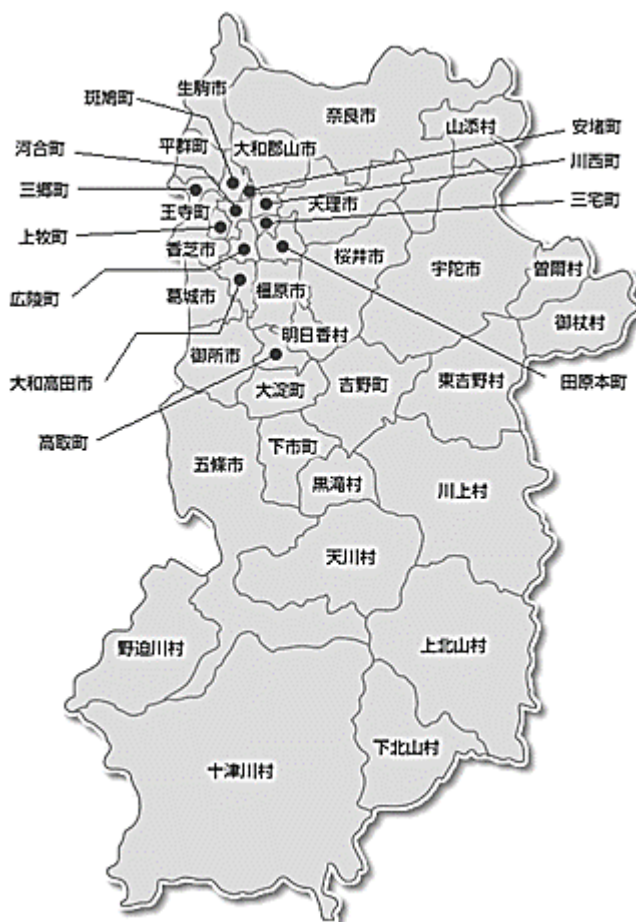 生駒市
斑鳩町
奈良市
山添村
安堵町
河合町
平群町
大和郡山市
川西町
三郷町
王寺町
天理市
三宅町
上牧町
香芝市
桜井市
宇陀市
曽爾村
広陵町
葛城市
橿原市
御杖村
明日香村
御所市
大和高田市
大淀町
吉野町
東吉野村
田原本町
高取町
五條市
下市町
黒滝村
川上村
天川村
野迫川村
上北山村
下北山村
十津川村